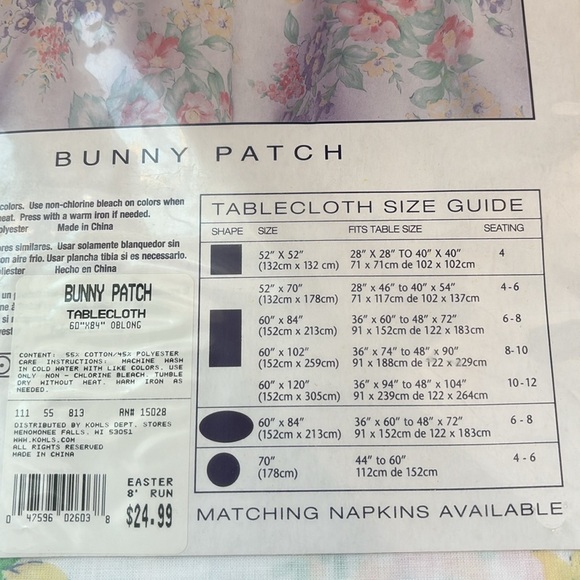 BUNNY PATCH
colors. Use non-chlorine bleach on colors when
heat. Press with a warm iron if needed.
olyester Made in China
ores similares. Usar solamente blanquedor sin
on aire frio. Usar plancha tibia si es necesario.
oliester Hecho en China
TABLECLOTH SIZE GUIDE
SHAPE SIZE FITS TABLE SIZE SEATING
52" X 52" 28" X 28" TO 40" X 40" 4
(132cm x 132 cm) 71 x 71cm de 102 x 102cm
52" x 70" 28" x 46" to 40" x 54" 4-6
(132cm x 178cm) 71 x 117cm de 102 x 137cm
60" x 84" 36" x 60" to 48" x 72" 6-8
(152cm x 213cm) 91 x 152cm de 122 x 183cm
60" x 102" 36" x 74" to 48" x 90" 8-10
(152cm x 259cm) 91 x 188cm de 122 x 229cm
60" x 120" 36" x 94" to 48" x 104" 10-12
(152cm x 305cm) 91 x 239cm de 122 x 264cm
60" x 84" 36" x 60" to 48" x 72" 6 - 8
(152cm x 213cm) 91 x 152cm de 122 x 183cm
70" 44" to 60" 4 - 6
(178cm) 112cm de 152cm
MATCHING NAPKINS AVAILABLE
BUNNY PATCH
TABLECLOTH
60"X84" OBLONG
CONTENT: 55% COTTON/45% POLYESTER
CARE INSTRUCTIONS: MACHINE WASH
IN COLD WATER WITH LIKE COLORS. USE
ONLY NON - CHLORINE BLEACH. TUMBLE
DRY WITHOUT HEAT. WARM IRON AS
NEEDED.
111 55 813 RN# 15028
DISTRIBUTED BY KOHLS DEPT. STORES
MENOMONEE FALLS, WI 53051
WWW.KOHLS.COM
ALL RIGHTS RESERVED
MADE IN CHINA
EASTER
8' RUN
$24.99
0 47596 02603 8